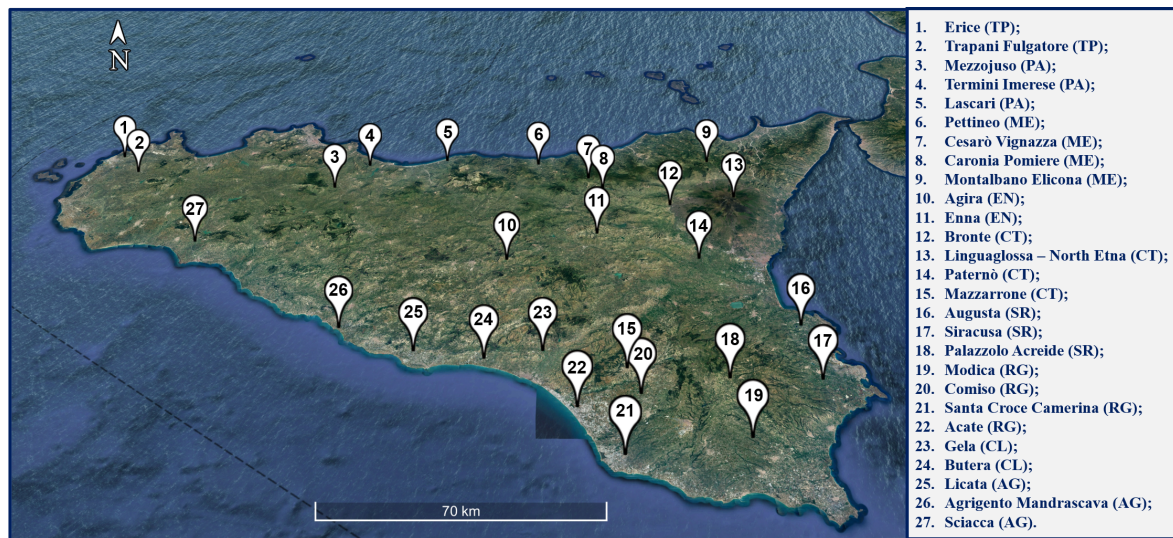 N
1
2
3
4
5
6
7
8
9
10
11
12
13
14
15
16
17
18
19
20
21
22
23
24
25
26
27
70 km
1. Erice (TP);
2. Trapani Fulgatore (TP);
3. Mezzojuso (PA);
4. Termini Imerese (PA);
5. Lascari (PA);
6. Pettineo (ME);
7. Cesarò Vignazza (ME);
8. Caronia Pomiere (ME);
9. Montalbano Elicona (ME);
10. Agira (EN);
11. Enna (EN);
12. Bronte (CT);
13. Linguaglossa – North Etna (CT);
14. Paternò (CT);
15. Mazzarrone (CT);
16. Augusta (SR);
17. Siracusa (SR);
18. Palazzolo Acreide (SR);
19. Modica (RG);
20. Comiso (RG);
21. Santa Croce Camerina (RG);
22. Acate (RG);
23. Gela (CL);
24. Butera (CL);
25. Licata (AG);
26. Agrigento Mandrascava (AG);
27. Sciacca (AG).